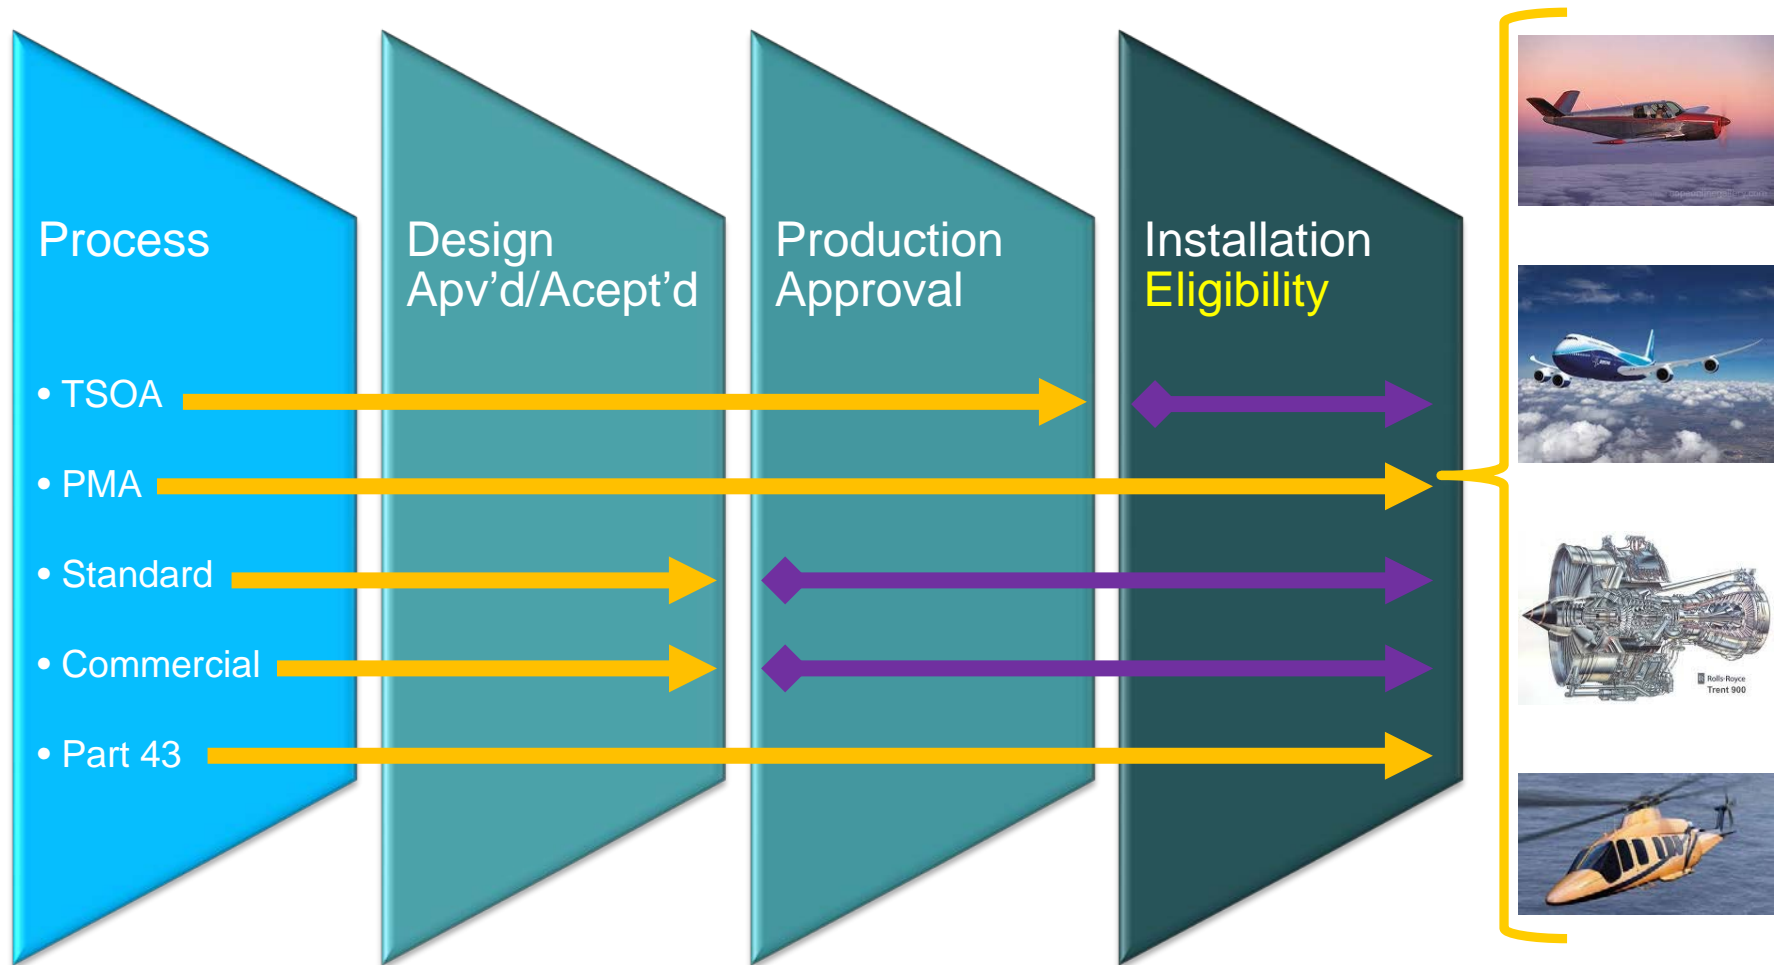 Process
• TSOA
• PMA
• Standard
• Commercial
• Part 43
Design
Apv’d/Acept’d
Production
Approval
Installation
Eligibility
Rolls-Royce
Trent 900